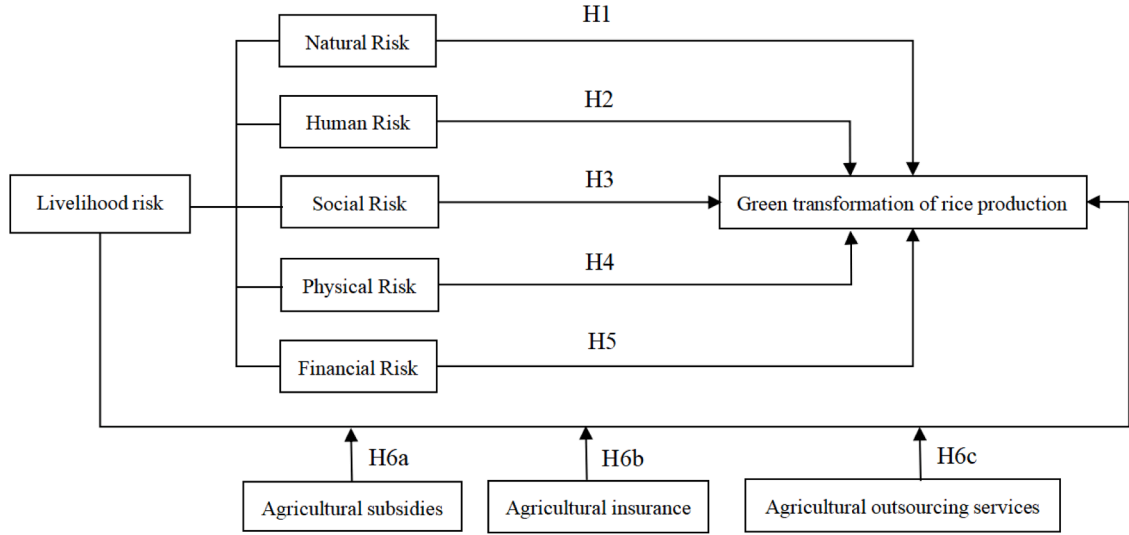 H1
Natural Risk
H2
Human Risk
H3
Livelihood risk
Social Risk
Green transformation of rice production
H4
Physical Risk
H5
Financial Risk
H6a
H6b
H6c
Agricultural subsidies
Agricultural insurance
Agricultural outsourcing services